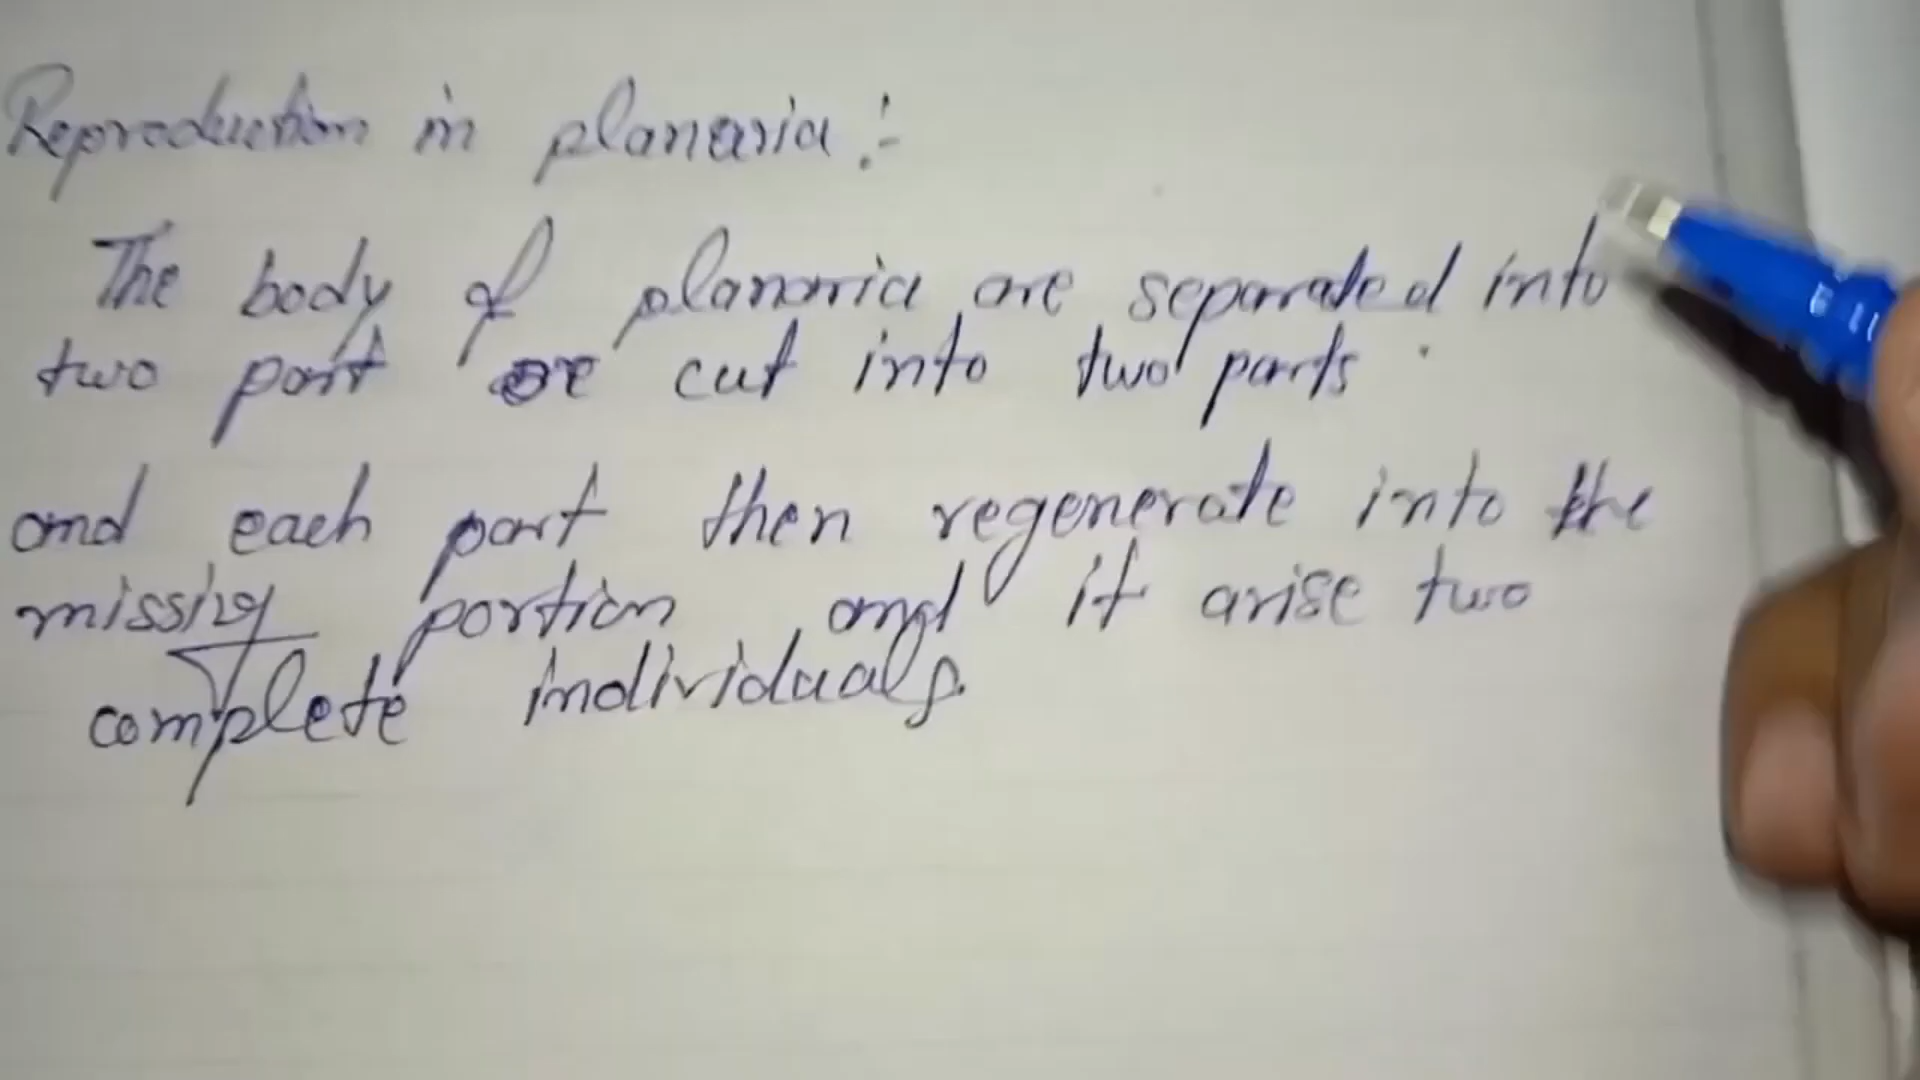 Reproduction in planaria :-
The body of planaria are separated into
two part or cut into two parts.
and each part then regenerate into the
missing portion and it arise two
complete individuals.